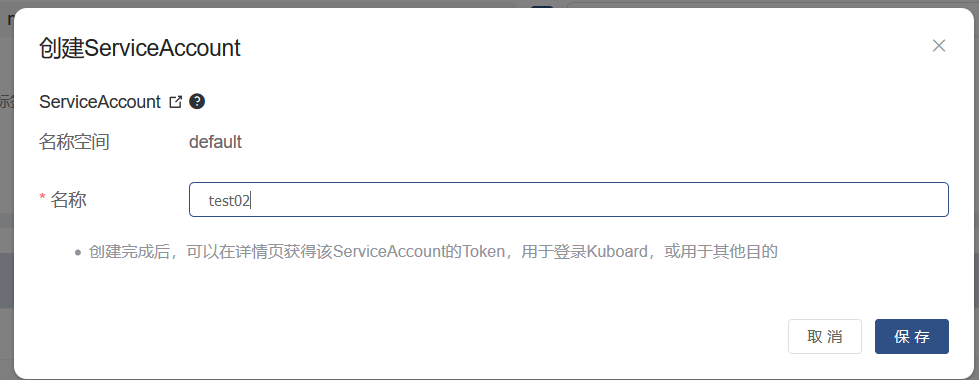 创建ServiceAccount
ServiceAccount
名称空间 default
* 名称 test02
创建完成后，可以在详情页获得该ServiceAccount的Token，用于登录Kuboard，或用于其他目的
取 消 保 存